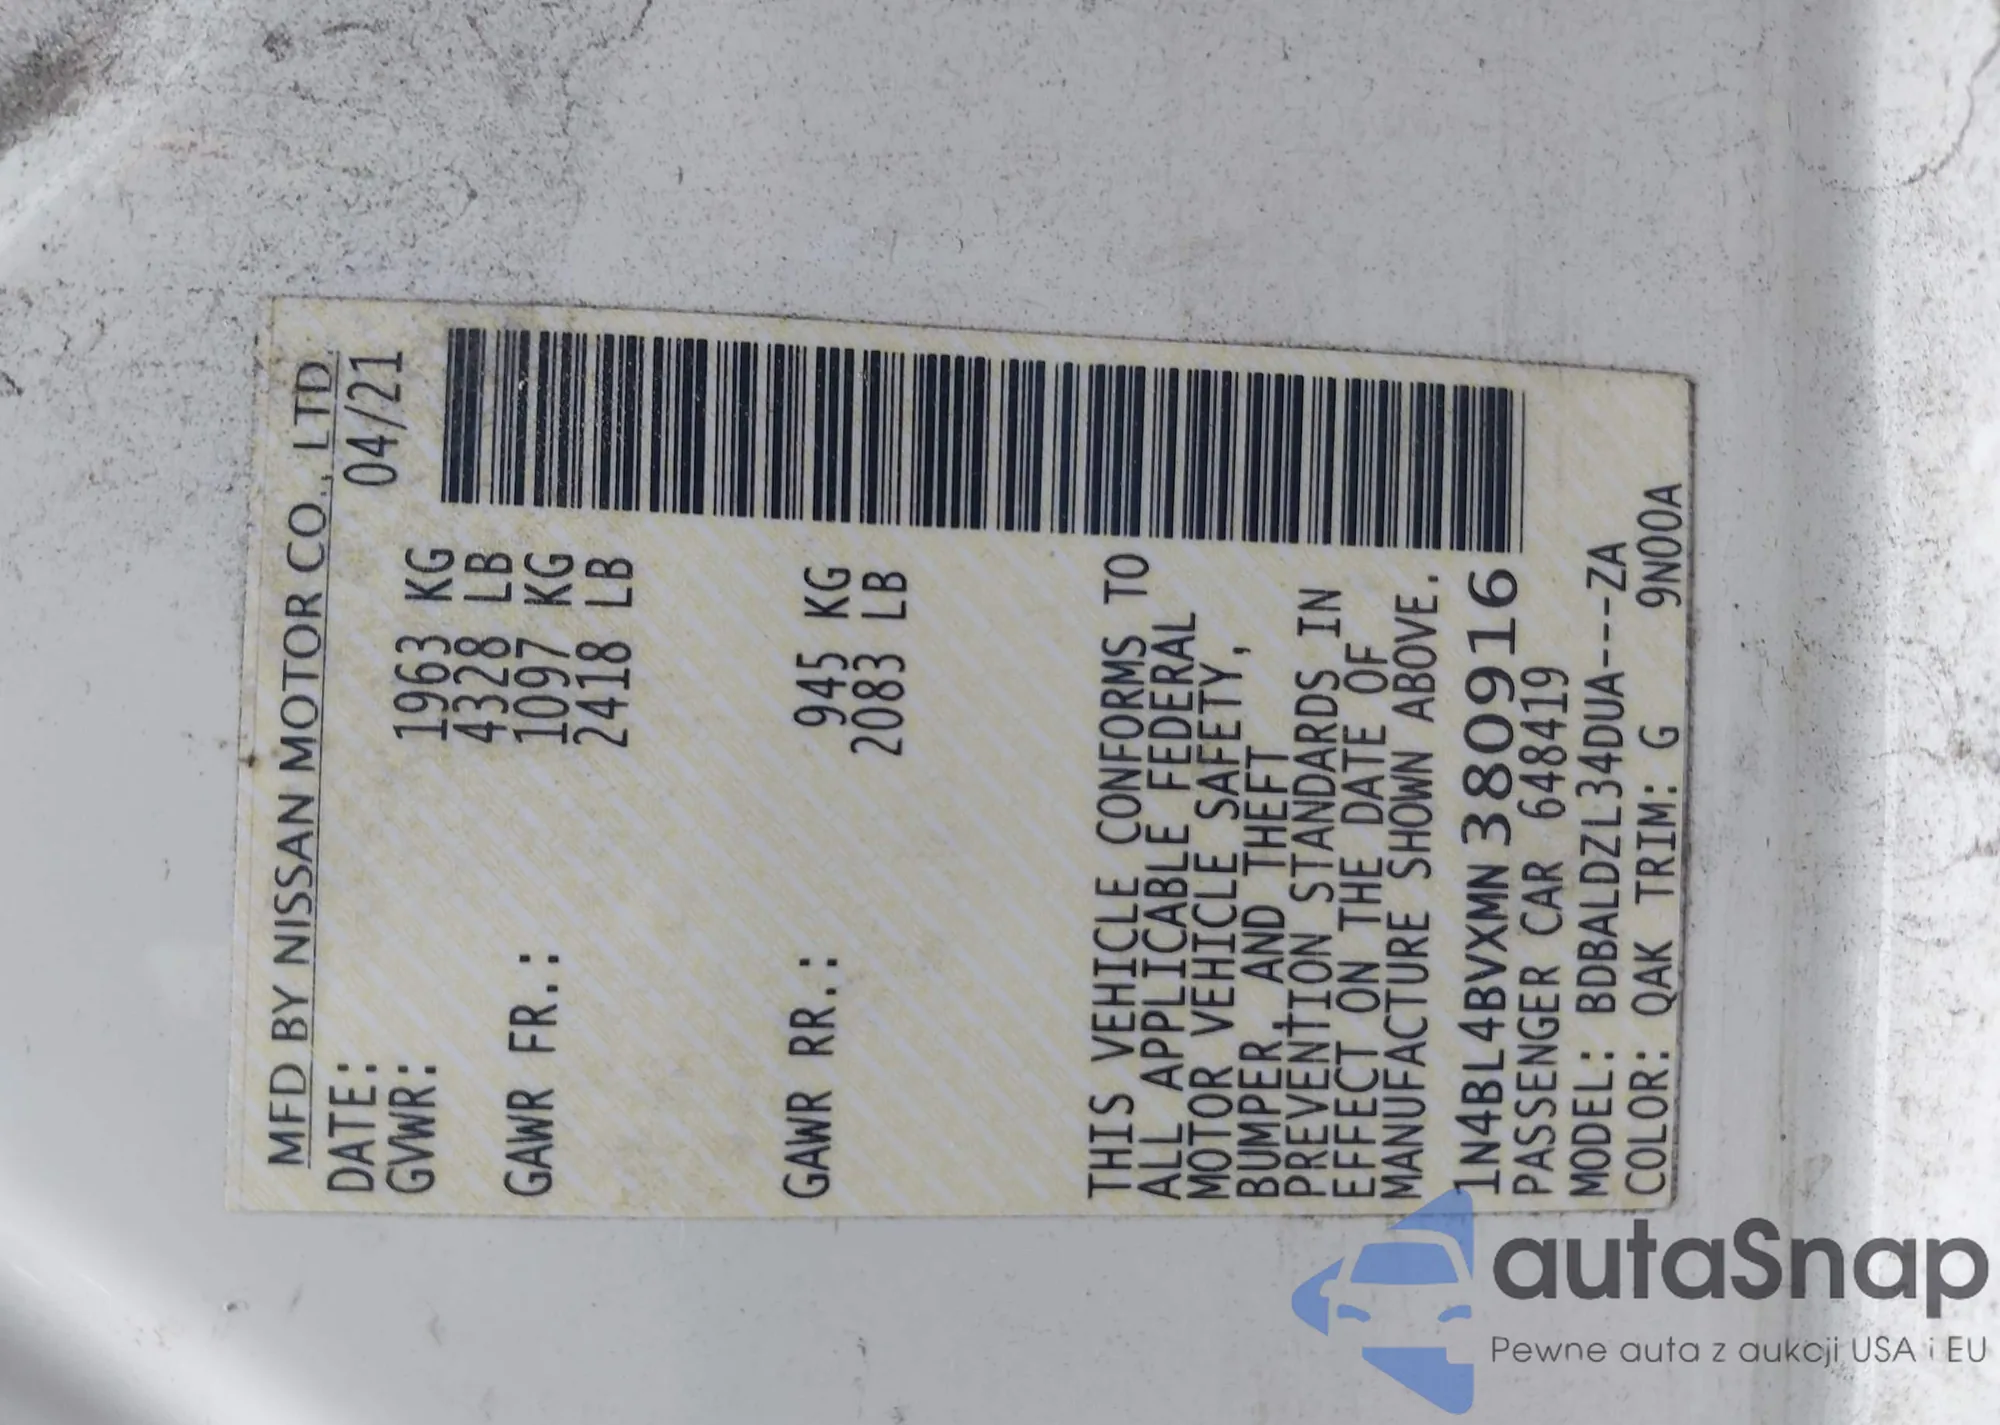 MFD BY NISSAN MOTOR CO., LTD.
DATE: 04/21
GVWR: 1963 KG
4328 LB
GAWR FR.: 1097 KG
2418 LB
GAWR RR.: 945 KG
2083 LB
THIS VEHICLE CONFORMS TO
ALL APPLICABLE FEDERAL
MOTOR VEHICLE SAFETY,
BUMPER, AND THEFT
PREVENTION STANDARDS IN
EFFECT ON THE DATE OF
MANUFACTURE SHOWN ABOVE.
1N4BL4BVXMN380916
PASSENGER CAR 648419
MODEL: BDBALDZL34DUA---ZA
COLOR: QAK TRIM: G 9N00A
autaSnap
Pewne auta z aukcji USA i EU